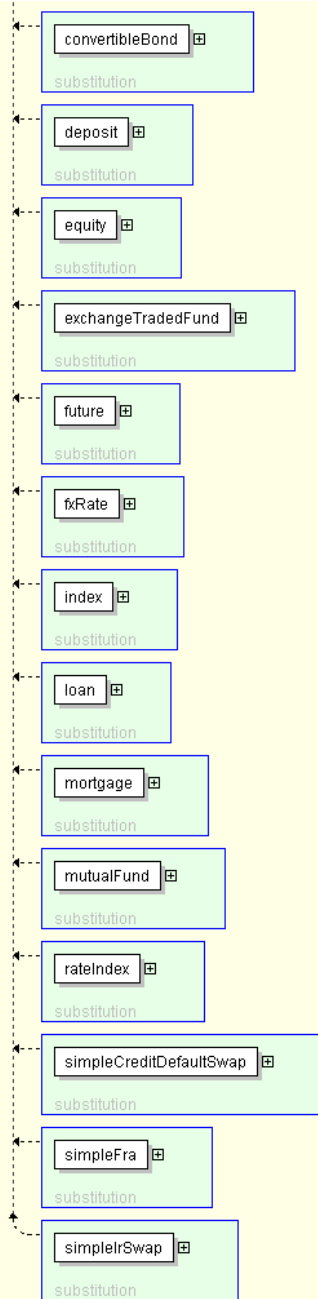 convertibleBond
substitution
deposit
substitution
equity
substitution
exchangeTradedFund
substitution
future
substitution
fxRate
substitution
index
substitution
loan
substitution
mortgage
substitution
mutualFund
substitution
rateIndex
substitution
simpleCreditDefaultSwap
substitution
simpleFra
substitution
simpleIrSwap
substitution